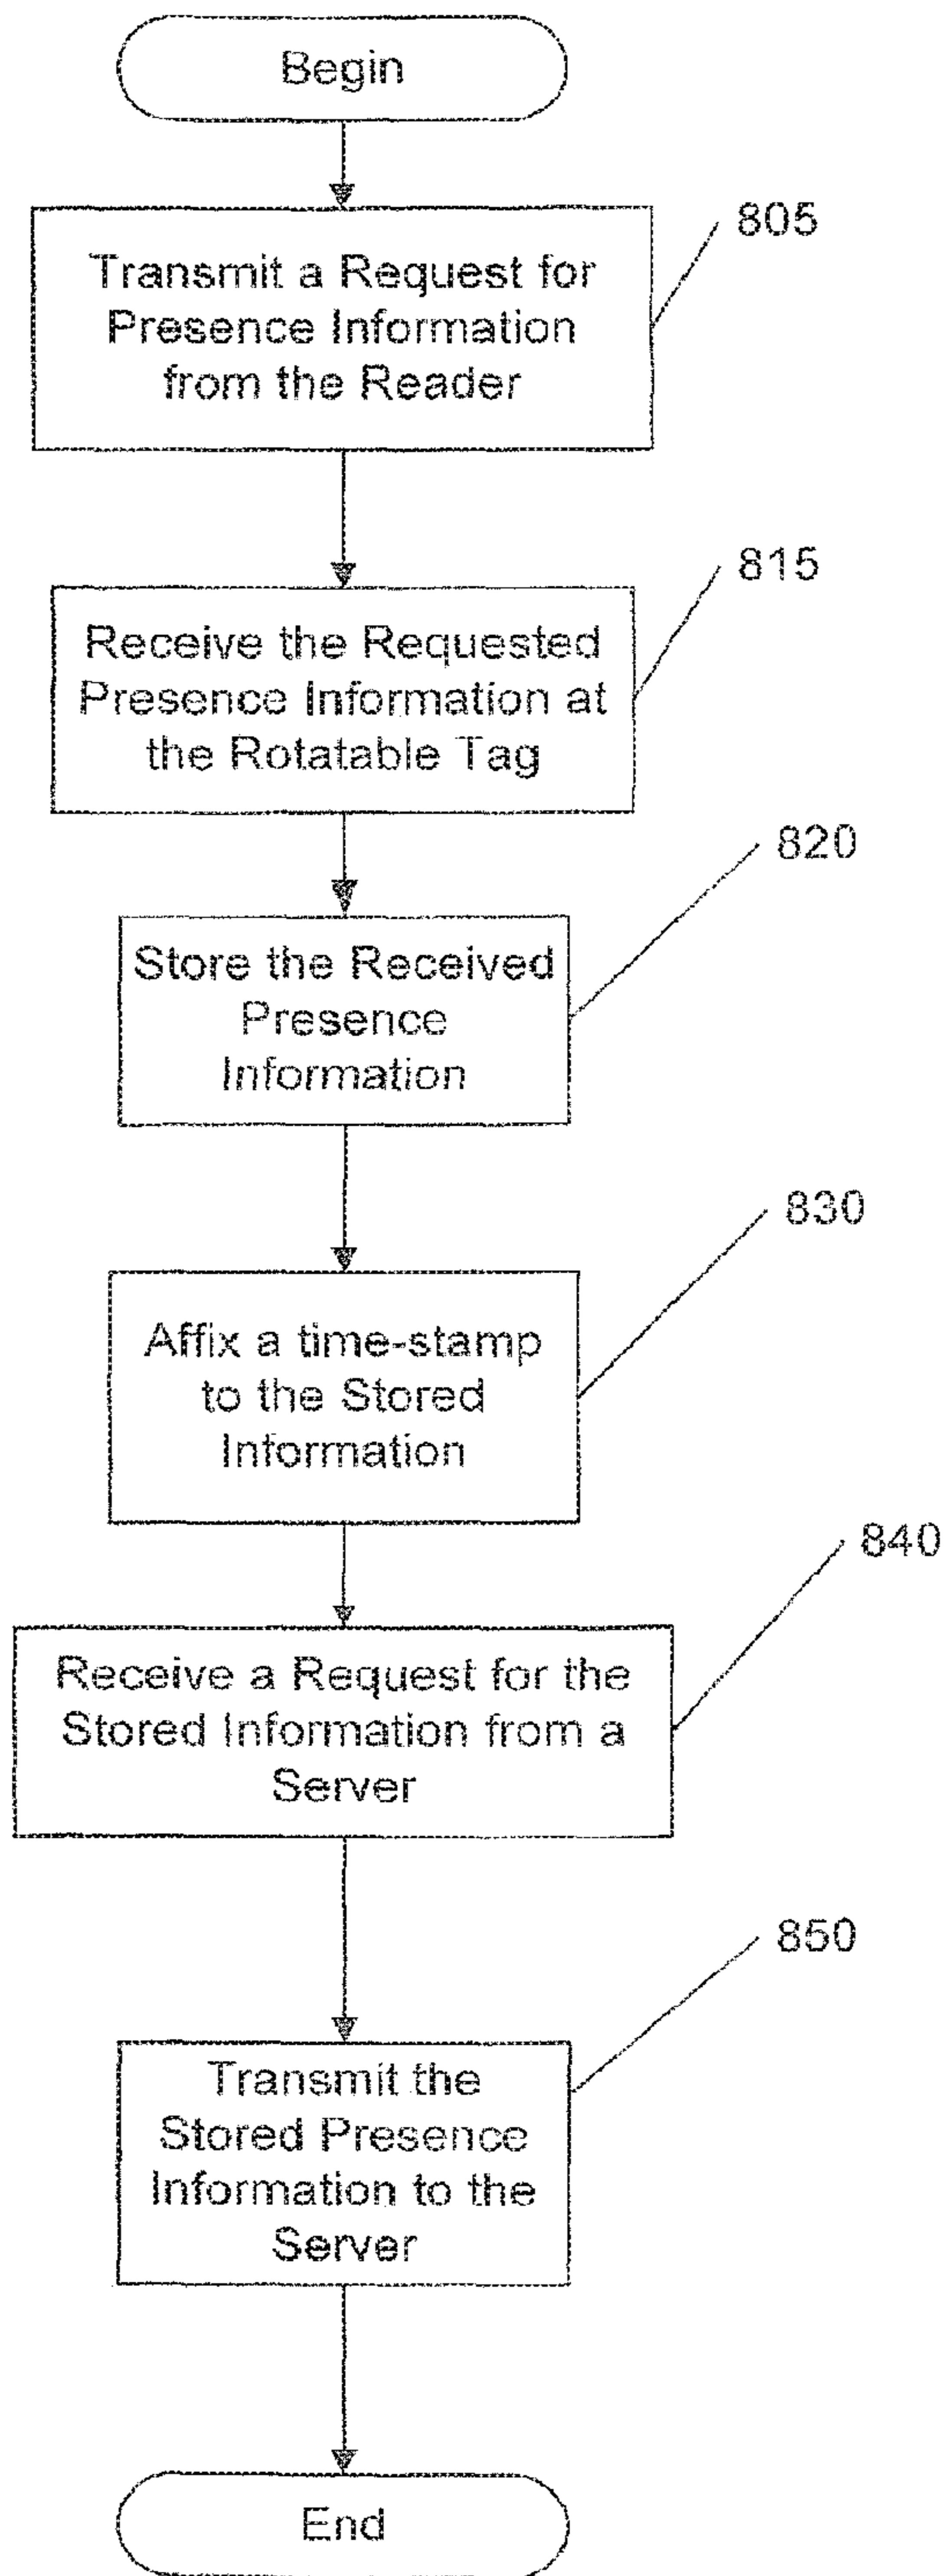 Begin
805
Transmit a Request for
Presence Information
from the Reader
815
Receive the Requested
Presence Information at
the Rotatable Tag
820
Store the Received
Presence
Information
830
Affix a time-stamp
to the Stored
Information
840
Receive a Request for the
Stored Information from a
Server
850
Transmit the
Stored Presence
Information to the
Server
End